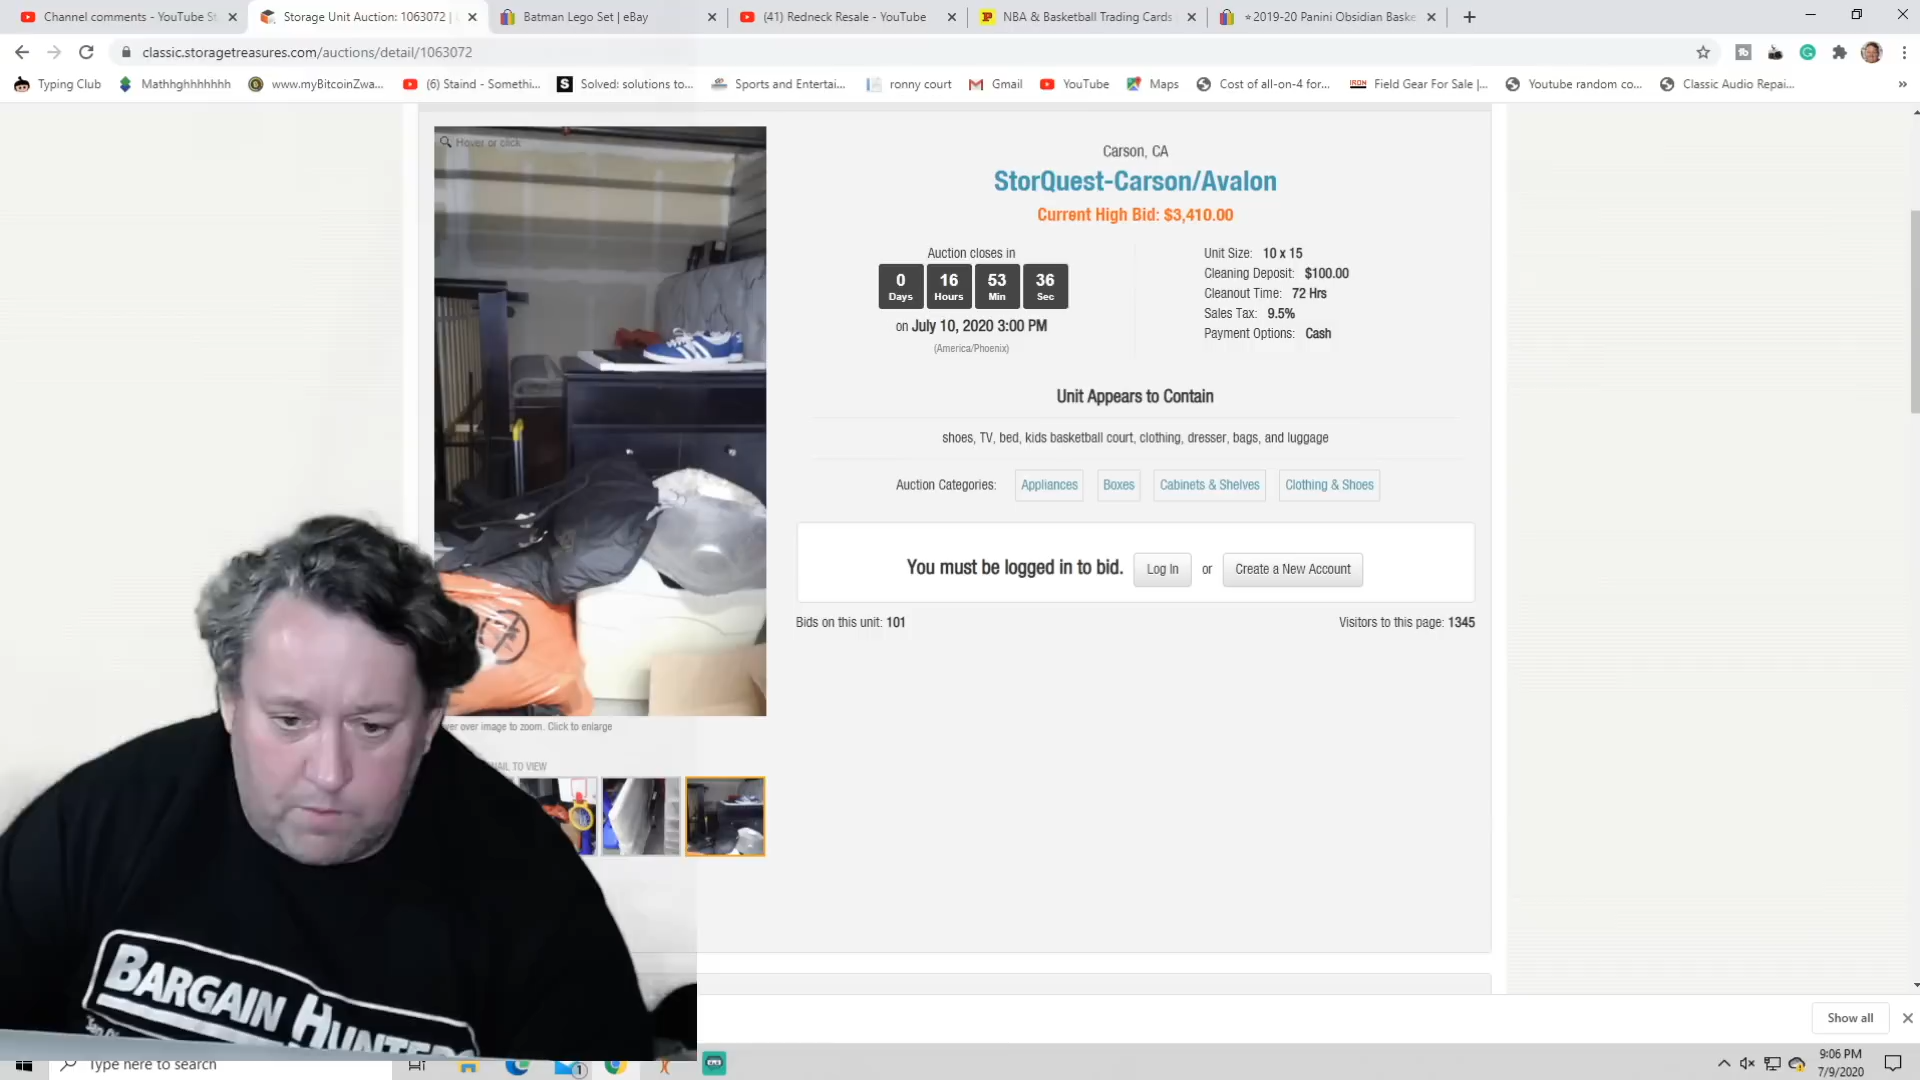 Channel comments - YouTube St
Storage Unit Auction: 1063072 |
Batman Lego Set | eBay
(41) Redneck Resale - YouTube
NBA & Basketball Trading Cards
⭐2019-20 Panini Obsidian Baske
classic.storagetreasures.com/auctions/detail/1063072
Typing Club
Mathhghhhhhhh
www.myBitcoinZwa...
(6) Staind - Somethi...
Solved: solutions to...
Sports and Entertai...
ronny court
Gmail
YouTube
Maps
Cost of all-on-4 for...
Field Gear For Sale |...
Youtube random co...
Classic Audio Repai...
Hover or click
Carson, CA
StorQuest-Carson/Avalon
Current High Bid: $3,410.00
Auction closes in
0 16 53 36
Days Hours Min Sec
on July 10, 2020 3:00 PM
(America/Phoenix)
Unit Size: 10 x 15
Cleaning Deposit: $100.00
Cleanout Time: 72 Hrs
Sales Tax: 9.5%
Payment Options: Cash
Unit Appears to Contain
shoes, TV, bed, kids basketball court, clothing, dresser, bags, and luggage
Auction Categories: Appliances Boxes Cabinets & Shelves Clothing & Shoes
You must be logged in to bid. Log In or Create a New Account
Bids on this unit: 101
Visitors to this page: 1345
over image to zoom. Click to enlarge
TO VIEW
BARGAIN HUNTER
Show all
Type here to search
1
9:06 PM
7/9/2020